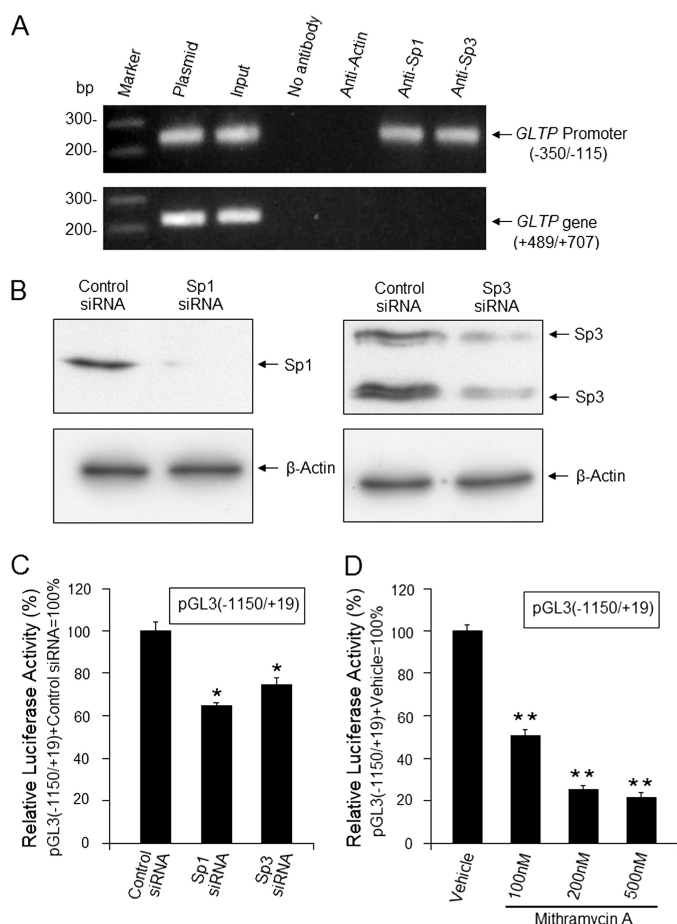 A
bp
Marker
Plasmid
Input
No antibody
Anti-Actin
Anti-Sp1
Anti-Sp3
300-
200-
GLTP Promoter
(-350/-115)
300-
200-
GLTP gene
(+489/+707)
B
Control
siRNA
Sp1
siRNA
Sp1
β-Actin
Control
siRNA
Sp3
siRNA
Sp3
Sp3
β-Actin
C
Relative Luciferase Activity (%)
pGL3(-1150/+19)+Control siRNA=100%
120
100
80
60
40
20
0
pGL3(-1150/+19)
*
*
Control
siRNA
Sp1
siRNA
Sp3
siRNA
D
Relative Luciferase Activity (%)
pGL3(-1150/+19)+Vehicle=100%
120
100
80
60
40
20
0
pGL3(-1150/+19)
**
**
**
Vehicle
100nM
200nM
500nM
Mithramycin A